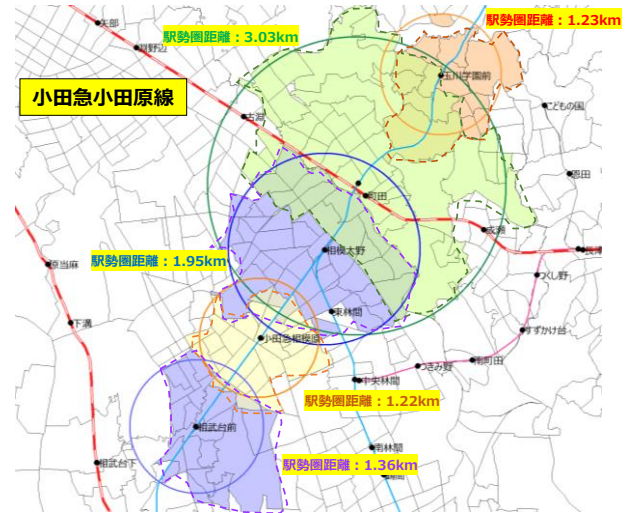 矢部
淵野辺
駅勢圏距離：3.03km
駅勢圏距離：1.23km
小田急小田原線
玉川学園前
こどもの国
古淵
恩田
町田
成瀬
長津
相模大野
駅勢圏距離：1.95km
原当麻
つくし野
東林間
下溝
小田急相模原
すずかけ台
南町田
つきみ野
中央林間
駅勢圏距離：1.22km
相武台前
南林間
相武台下
駅勢圏距離：1.36km